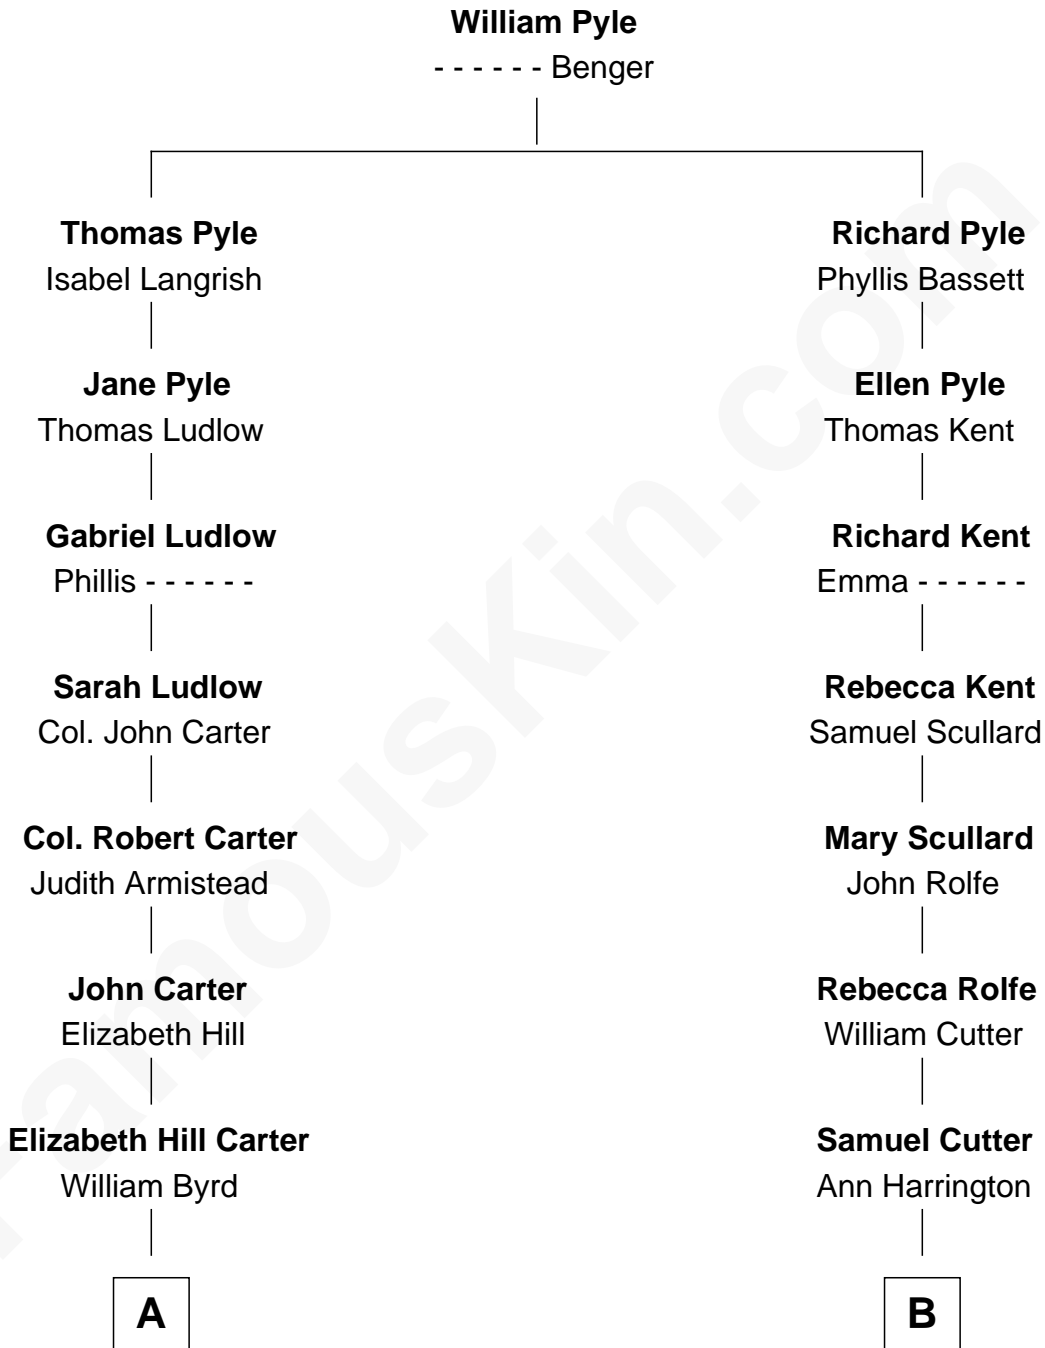 William Pyle
- - - - - - Benger
Thomas Pyle
Isabel Langrish
Richard Pyle
Phyllis Bassett
Jane Pyle
Thomas Ludlow
Ellen Pyle
Thomas Kent
Gabriel Ludlow
Phillis - - - - - -
Richard Kent
Emma - - - - - -
Sarah Ludlow
Col. John Carter
Rebecca Kent
Samuel Scullard
Col. Robert Carter
Judith Armistead
Mary Scullard
John Rolfe
John Carter
Elizabeth Hill
Rebecca Rolfe
William Cutter
Elizabeth Hill Carter
William Byrd
Samuel Cutter
Ann Harrington
A
B
FamousKin.com